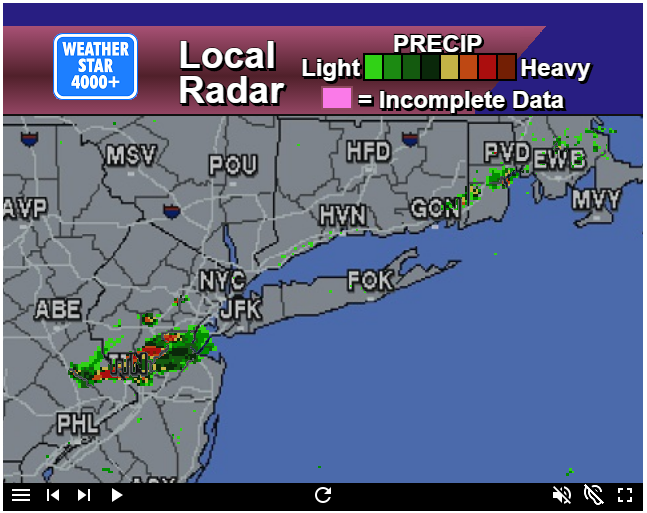 WEATHER
STAR
4000+
Local
Radar
PRECIP
Light
Heavy
= Incomplete Data
MSV
POU
HFD
PVD
EWB
AVP
HVN
GON
MVY
NYC
FOK
ABE
JFK
TTN
PHL